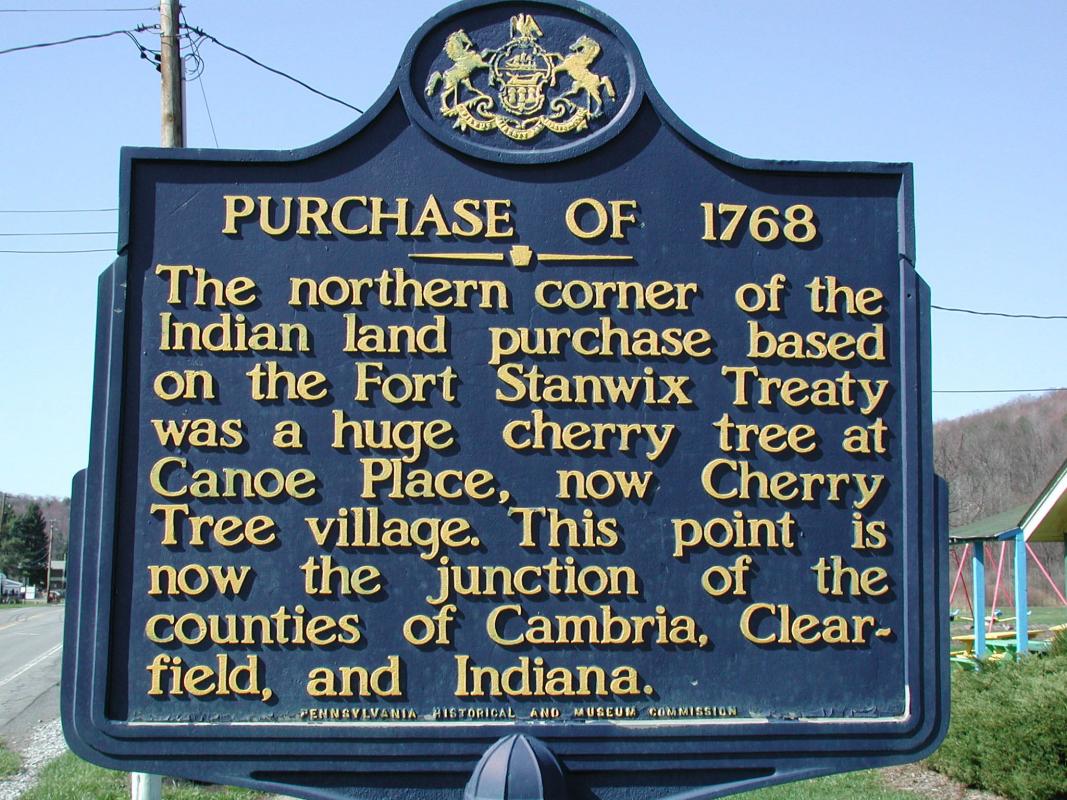 PURCHASE OF 1768
The northern corner of the
Indian land purchase based
on the Fort Stanwix Treaty
was a huge cherry tree at
Canoe Place, now Cherry
Tree village. This point is
now the junction of the
counties of Cambria, Clear-
field, and Indiana.
PENNSYLVANIA HISTORICAL AND MUSEUM COMMISSION